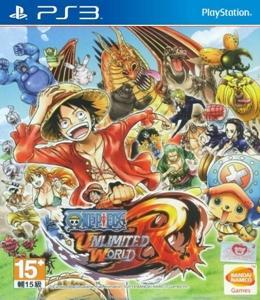 PS3
PlayStation®
ONE PIECE
UNLIMITED
WORLD
R
15+
輔15級
BANDAI
NAMCO
Games